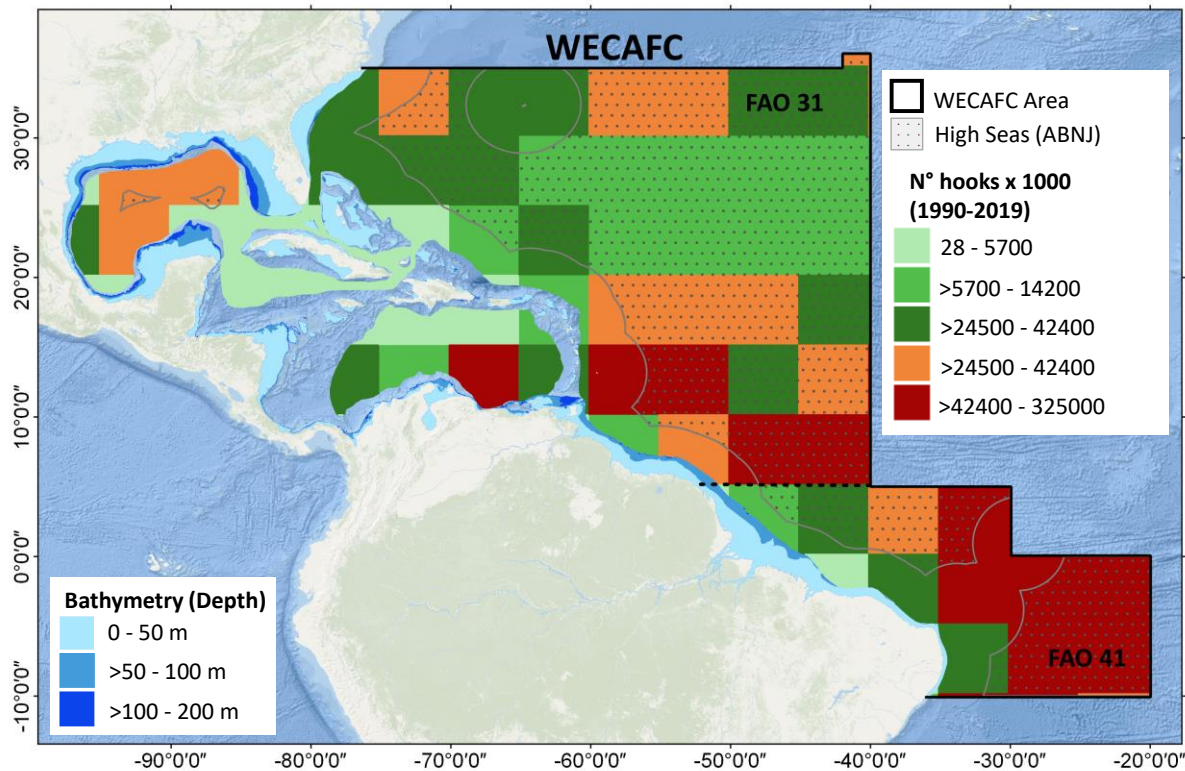 WECAFC
FAO 31
WECAFC Area
High Seas (ABNJ)
N° hooks x 1000
(1990-2019)
28 - 5700
>5700 - 14200
>24500 - 42400
>24500 - 42400
>42400 - 325000
30°0'0"
20°0'0"
10°0'0"
0°0'0"
-10°0'0"
Bathymetry (Depth)
0 - 50 m
>50 - 100 m
>100 - 200 m
FAO 41
-90°0'0"
-80°0'0"
-70°0'0"
-60°0'0"
-50°0'0"
-40°0'0"
-30°0'0"
-20°0'0"